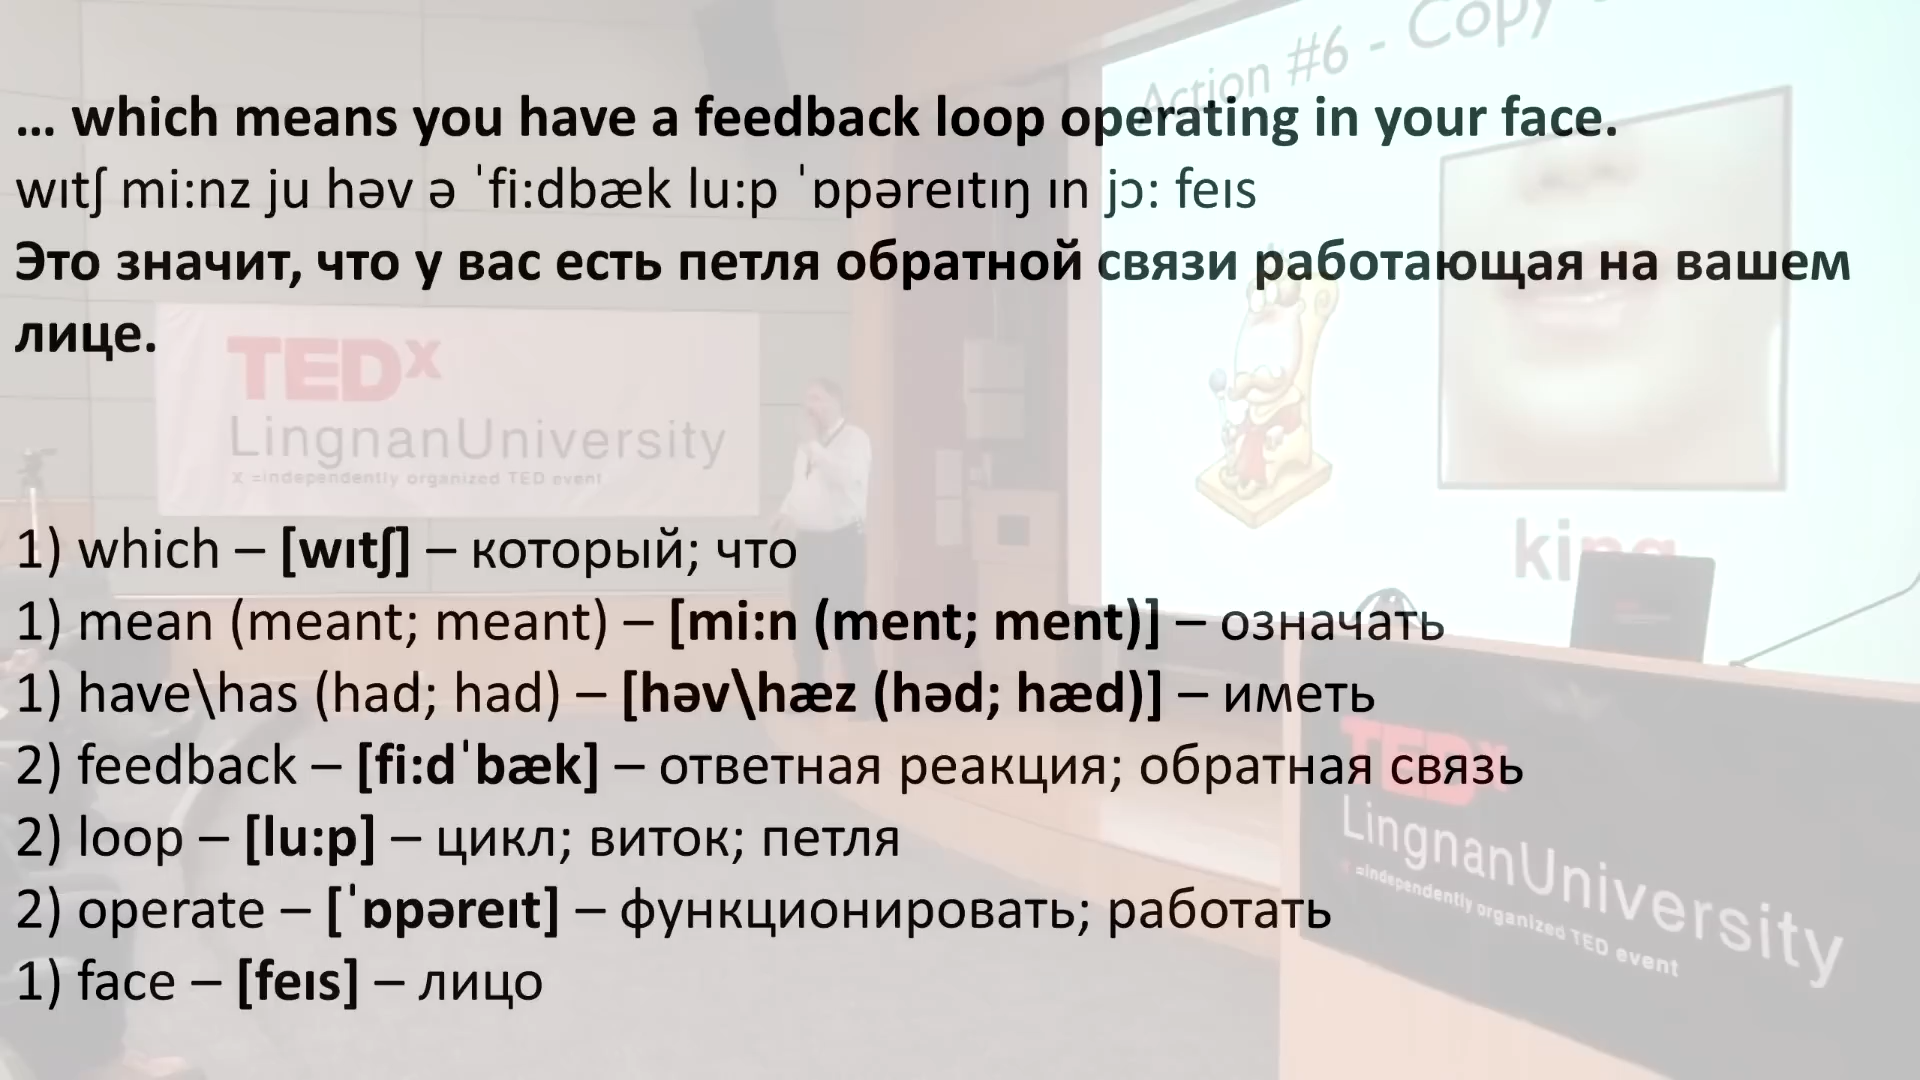 Action #6 - Copy
... which means you have a feedback loop operating in your face.
wɪtʃ mi:nz ju həv ə ˈfi:dbæk lu:p ˈɒpəreɪtɪŋ ɪn jɔ: feɪs
Это значит, что у вас есть петля обратной связи работающая на вашем
лице.
TEDx
LingnanUniversity
x =independently organized TED event
1) which – [wɪtʃ] – который; что
king
1) mean (meant; meant) – [mi:n (ment; ment)] – означать
1) have\has (had; had) – [həv\hæz (həd; hæd)] – иметь
2) feedback – [fi:dˈbæk] – ответная реакция; обратная связь
2) loop – [lu:p] – цикл; виток; петля
2) operate – [ˈɒpəreɪt] – функционировать; работать
1) face – [feɪs] – лицо
TEDx
LingnanUniversity
x =independently organized TED event